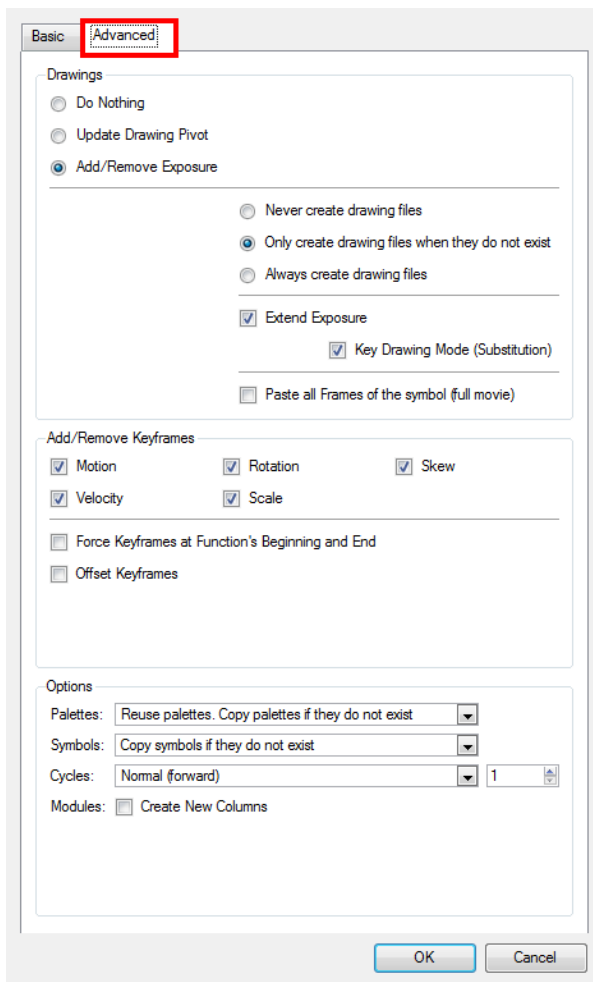 Basic Advanced
Drawings
Do Nothing
Update Drawing Pivot
Add/Remove Exposure
Never create drawing files
Only create drawing files when they do not exist
Always create drawing files
Extend Exposure
Key Drawing Mode (Substitution)
Paste all Frames of the symbol (full movie)
Add/Remove Keyframes
Motion Rotation Skew
Velocity Scale
Force Keyframes at Function's Beginning and End
Offset Keyframes
Options
Palettes: Reuse palettes. Copy palettes if they do not exist
Symbols: Copy symbols if they do not exist
Cycles: Normal (forward) 1
Modules: Create New Columns
OK Cancel